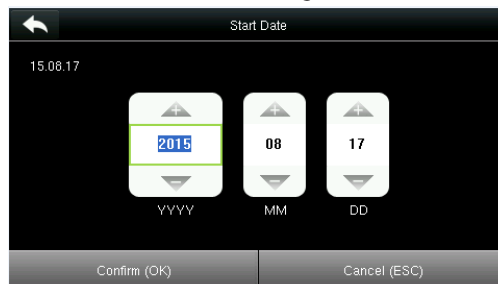 Start Date
15.08.17
2015 08 17
YYYY MM DD
Confirm (OK) Cancel (ESC)